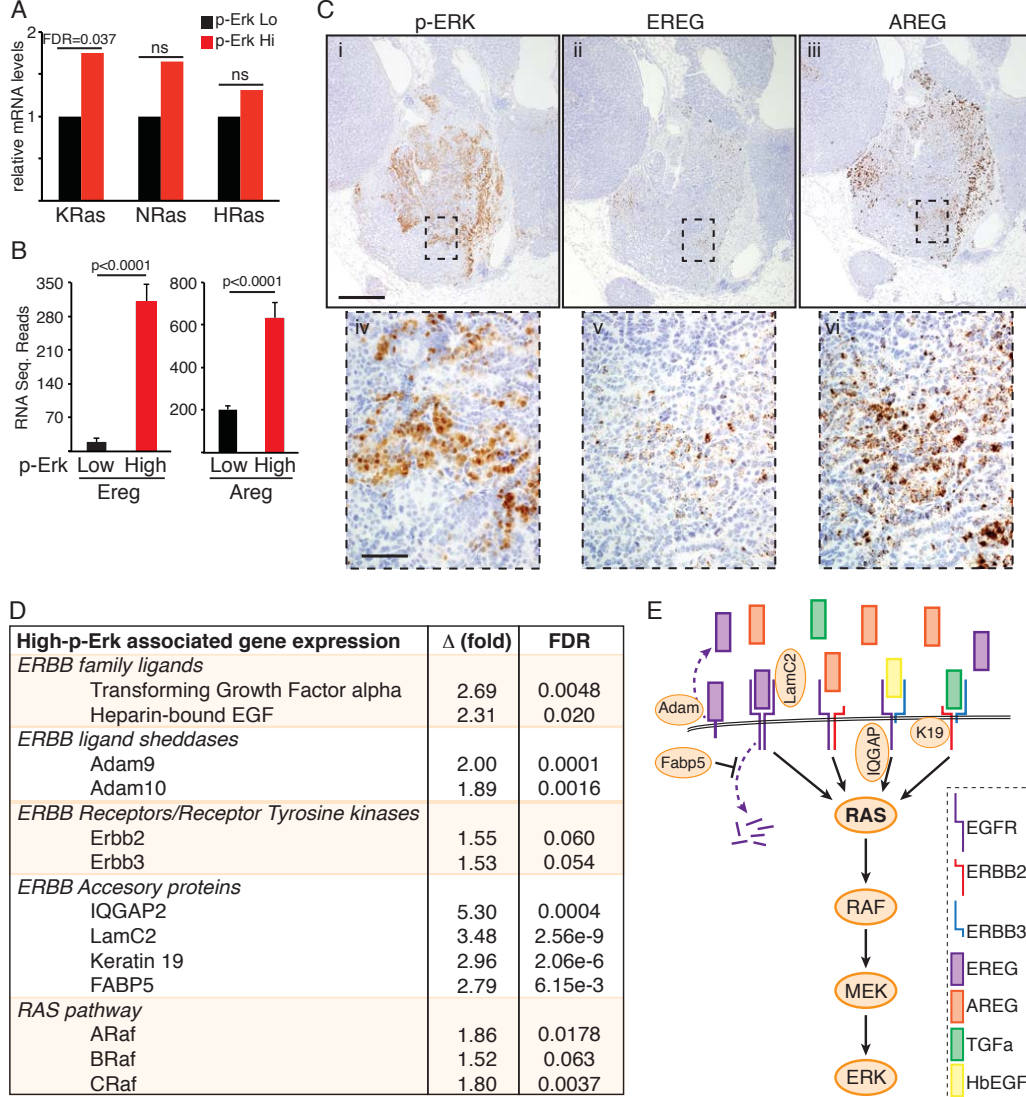 A
p-Erk Lo
p-Erk Hi
relative mRNA levels
2
1
FDR=0.037
ns
ns
KRas NRas HRas
B
RNA Seq. Reads
p<0.0001
350
280
210
140
70
p<0.0001
800
600
400
200
p-Erk Low High Low High
Ereg Areg
C
p-ERK EREG AREG
i ii iii
iv v vi
D
High-p-Erk associated gene expression Δ (fold) FDR
ERBB family ligands
Transforming Growth Factor alpha 2.69 0.0048
Heparin-bound EGF 2.31 0.020
ERBB ligand sheddases
Adam9 2.00 0.0001
Adam10 1.89 0.0016
ERBB Receptors/Receptor Tyrosine kinases
Erbb2 1.55 0.060
Erbb3 1.53 0.054
ERBB Accesory proteins
IQGAP2 5.30 0.0004
LamC2 3.48 2.56e-9
Keratin 19 2.96 2.06e-6
FABP5 2.79 6.15e-3
RAS pathway
ARaf 1.86 0.0178
BRaf 1.52 0.063
CRaf 1.80 0.0037
E
Adam
LamC2
Fabp5
IQGAP
K19
RAS
RAF
MEK
ERK
EGFR
ERBB2
ERBB3
EREG
AREG
TGFa
HbEGF